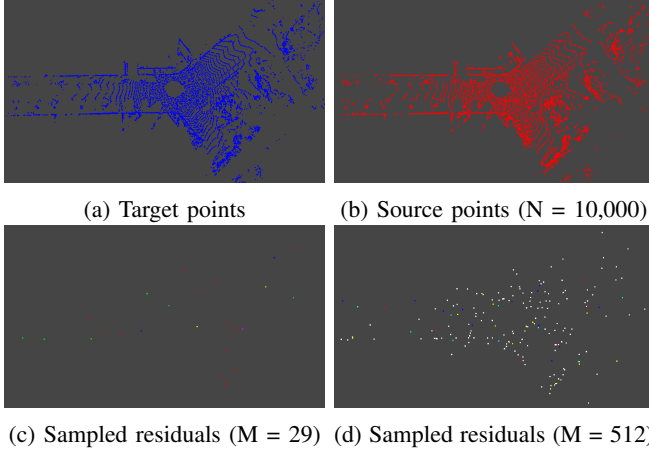 (a) Target points
(b) Source points (N = 10,000)
(c) Sampled residuals (M = 29)
(d) Sampled residuals (M = 512)